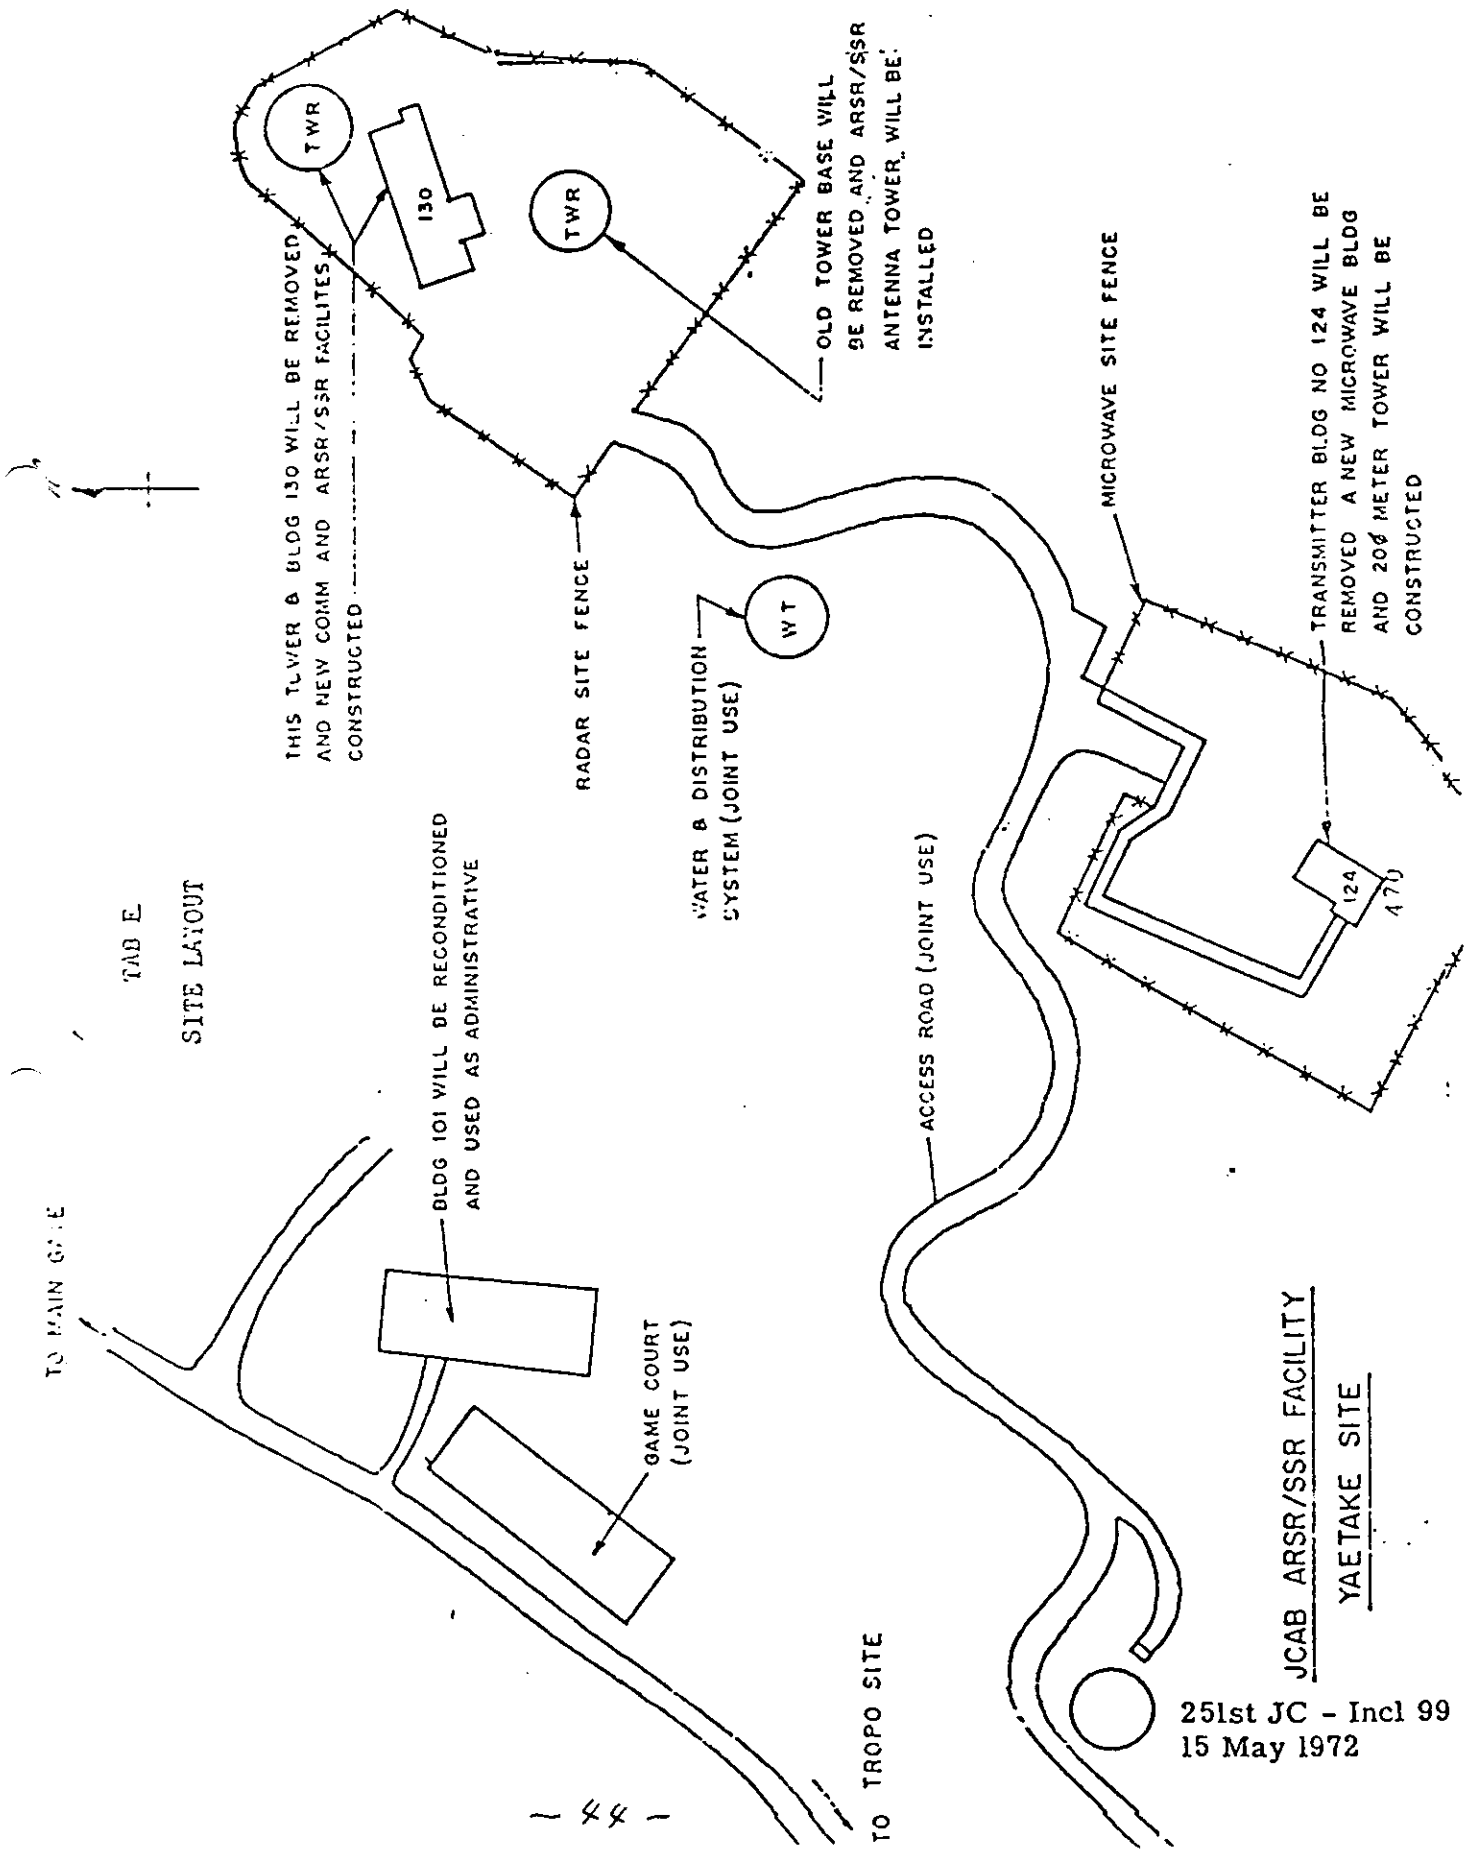 TAB E
SITE LAYOUT
TO MAIN GATE
THIS TOWER & BLDG 130 WILL BE REMOVED
AND NEW COMM AND ARSR/SSR FACILITES
CONSTRUCTED
TWR
130
TWR
OLD TOWER BASE WILL
BE REMOVED AND ARSR/SSR
ANTENNA TOWER WILL BE
INSTALLED
RADAR SITE FENCE
BLDG 101 WILL BE RECONDITIONED
AND USED AS ADMINISTRATIVE
GAME COURT
(JOINT USE)
WATER & DISTRIBUTION
SYSTEM (JOINT USE)
WT
ACCESS ROAD (JOINT USE)
MICROWAVE SITE FENCE
TRANSMITTER BLDG NO 124 WILL BE
REMOVED A NEW MICROWAVE BLDG
AND 20φ METER TOWER WILL BE
CONSTRUCTED
124
470
TO TROPO SITE
JCAB ARSR/SSR FACILITY
YAETAKE SITE
251st JC - Incl 99
15 May 1972
- 44 -